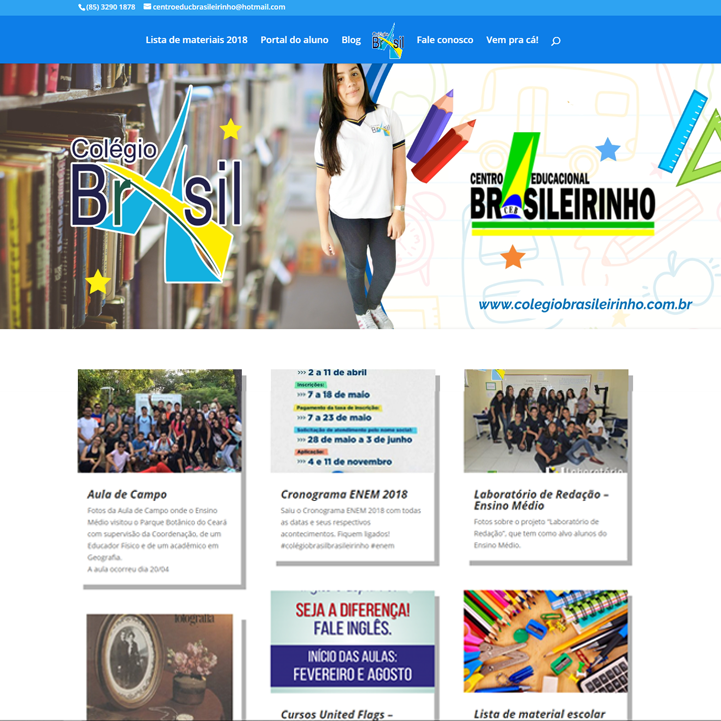 (85) 3290 1878 centroeducbrasileirinho@hotmail.com
Lista de materiais 2018 Portal do aluno Blog Colégio Brasil Fale conosco Vem pra cá!
Colégio
Brasil
CENTRO EDUCACIONAL
BRASILEIRINHO
CEB
www.colegiobrasileirinho.com.br
>>> 2 a 11 de abril
Inscrições:
>>> 7 a 18 de maio
Pagamento da taxa de inscrição:
>>> 7 a 23 de maio
Solicitação de atendimento pelo nome social:
>>> 28 de maio a 3 de junho
Aplicação:
>>> 4 e 11 de novembro
Laboratório
Aula de Campo
Fotos da Aula de Campo onde o Ensino
Médio visitou o Parque Botânico do Ceará
com supervisão da Coordenação, de um
Educador Físico e de um acadêmico em
Geografia.
A aula ocorreu dia 20/04
Cronograma ENEM 2018
Saiu o Cronograma ENEM 2018 com todas
as datas e seus respectivos
acontecimentos. Fiquem ligados!
#colégiobrasilbrasileirinho #enem
Laboratório de Redação –
Ensino Médio
Fotos sobre o projeto "Laboratório de
Redação", que tem como alvo alunos do
Ensino Médio.
fotografia
SEJA A DIFERENÇA!
FALE INGLÊS.
INÍCIO DAS AULAS:
FEVEREIRO E AGOSTO
Cursos United Flags –
Lista de material escolar